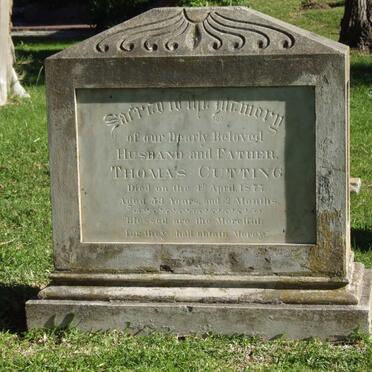 Sacred to the Memory
of our Dearly Beloved
HUSBAND and FATHER
THOMAS CUTTING
Died on the April 1877
Aged Years, and 2 Months
Blessed are the Merciful
for they shall obtain Mercy